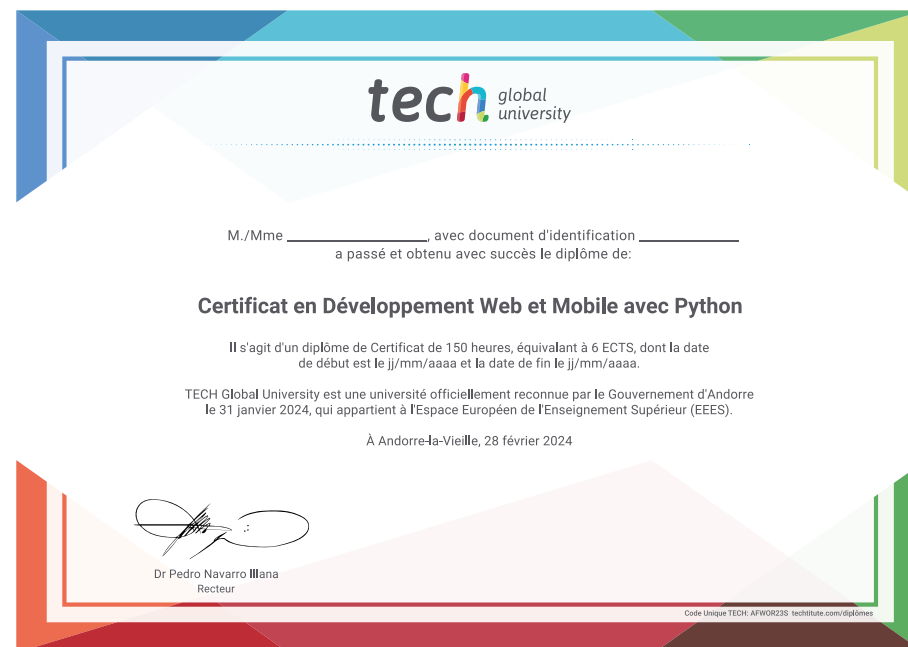 tech global university
M./Mme ____________, avec document d'identification ____________
a passé et obtenu avec succès le diplôme de:
Certificat en Développement Web et Mobile avec Python
Il s'agit d'un diplôme de Certificat de 150 heures, équivalant à 6 ECTS, dont la date
de début est le jj/mm/aaaa et la date de fin le jj/mm/aaaa.
TECH Global University est une université officiellement reconnue par le Gouvernement d'Andorre
le 31 janvier 2024, qui appartient à l'Espace Européen de l'Enseignement Supérieur (EEES).
À Andorre-la-Vieille, 28 février 2024
Dr Pedro Navarro Illana
Recteur
Code Unique TECH: AFWOR23S techtitute.com/diplômes